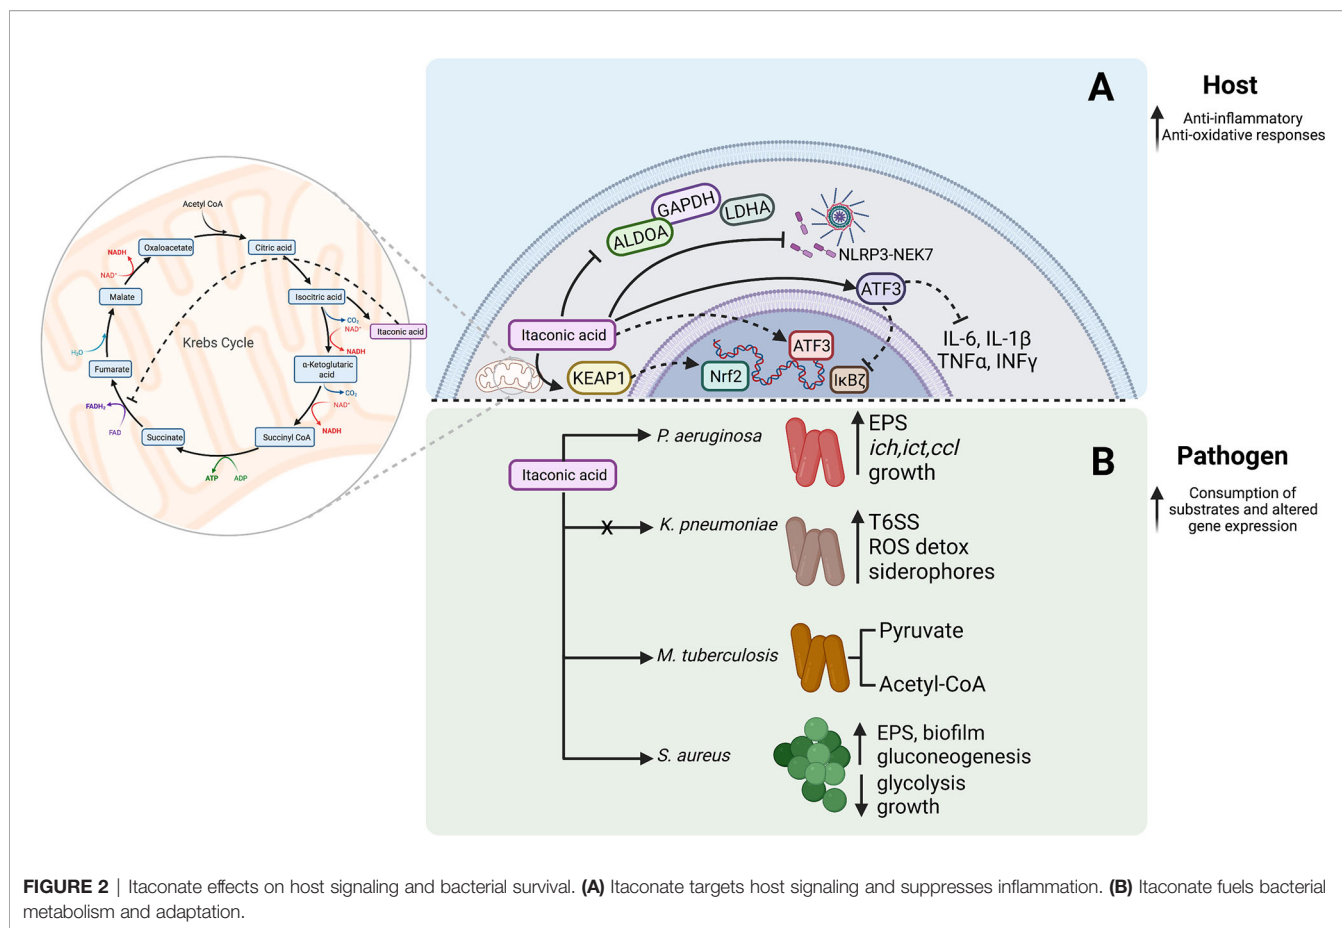 A
Host
Anti-inflammatory
Anti-oxidative responses
Acetyl CoA
Oxaloacetate
Citric acid
NADH
NAD⁺
Malate
Isocitric acid
CO₂
NAD⁺
NADH
Itaconic acid
Krebs Cycle
H₂O
Fumarate
α-Ketoglutaric
acid
CO₂
NAD⁺
NADH
FADH₂
FAD
Succinate
Succinyl CoA
ATP
ADP
GAPDH
LDHA
ALDOA
NLRP3-NEK7
ATF3
Itaconic acid
ATF3
IL-6, IL-1β
TNFα, INFγ
KEAP1
Nrf2
IκBζ
B
Pathogen
Consumption of
substrates and altered
gene expression
Itaconic acid
P. aeruginosa
EPS
ich,ict,ccl
growth
X
K. pneumoniae
T6SS
ROS detox
siderophores
M. tuberculosis
Pyruvate
Acetyl-CoA
S. aureus
EPS, biofilm
gluconeogenesis
glycolysis
growth
FIGURE 2 | Itaconate effects on host signaling and bacterial survival. (A) Itaconate targets host signaling and suppresses inflammation. (B) Itaconate fuels bacterial
metabolism and adaptation.